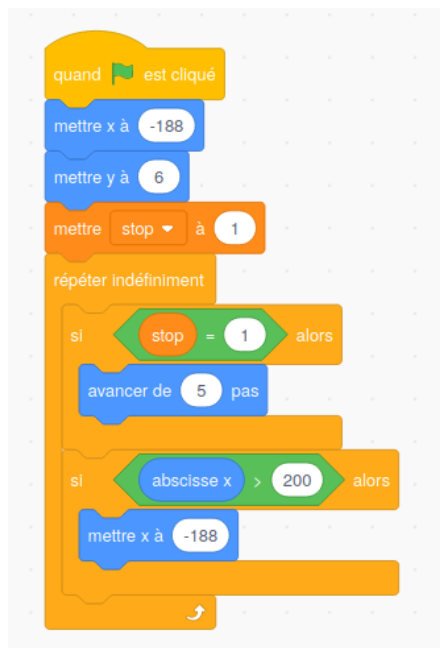 quand est cliqué
mettre x à -188
mettre y à 6
mettre stop à 1
répéter indéfiniment
si stop = 1 alors
avancer de 5 pas
si abscisse x > 200 alors
mettre x à -188